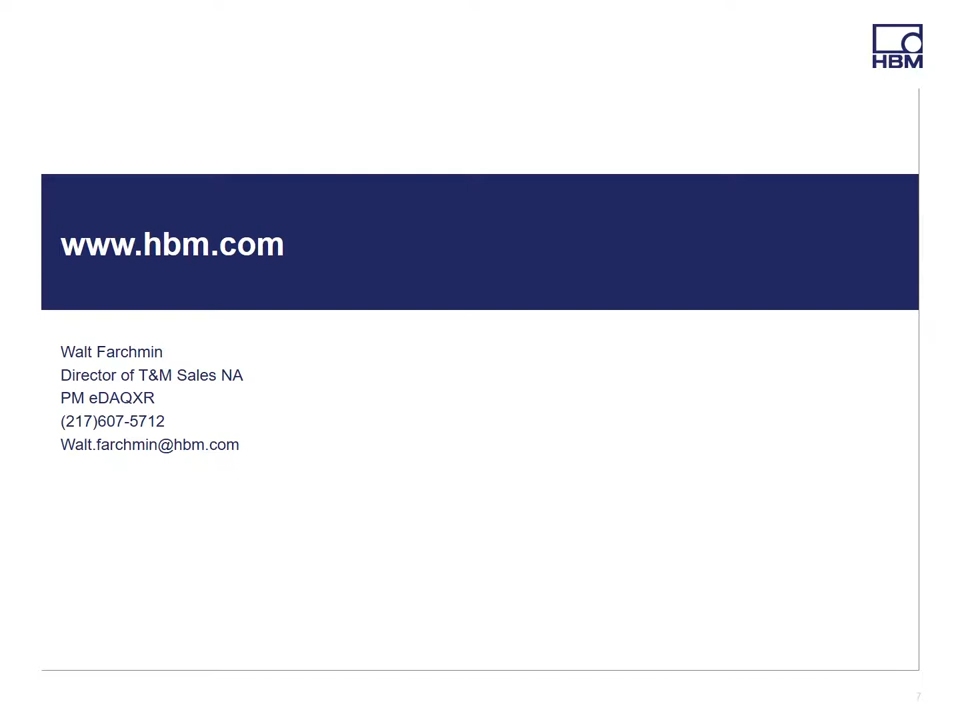 HBM
www.hbm.com
Walt Farchmin
Director of T&M Sales NA
PM eDAQXR
(217)607-5712
Walt.farchmin@hbm.com
7